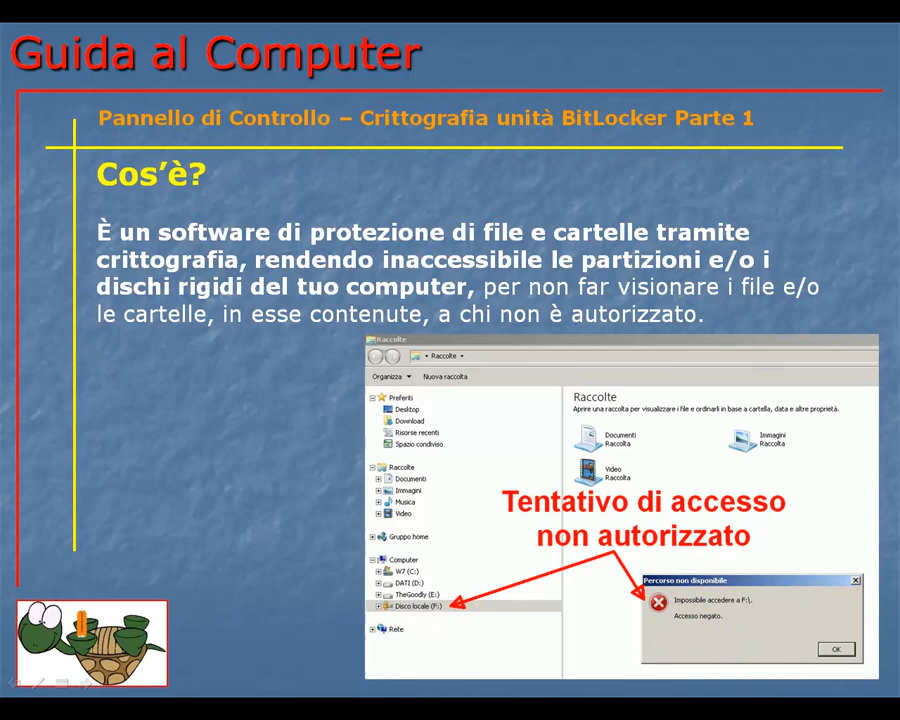 Guida al Computer
Pannello di Controllo – Crittografia unità BitLocker Parte 1
Cos'è?
È un software di protezione di file e cartelle tramite
crittografia, rendendo inaccessibile le partizioni e/o i
dischi rigidi del tuo computer, per non far visionare i file e/o
le cartelle, in esse contenute, a chi non è autorizzato.
Raccolte
Raccolte
Organizza
Nuova raccolta
Preferiti
Desktop
Download
Risorse recenti
Spazio condiviso
Raccolte
Documenti
Immagini
Musica
Video
Gruppo home
Computer
W7 (C:)
DATI (D:)
TheGoodly (E:)
Disco locale (F:)
Rete
Raccolte
Aprire una raccolta per visualizzare i file e ordinarli in base a cartella, data e altre proprietà.
Documenti
Raccolta
Immagini
Raccolta
Video
Raccolta
Tentativo di accesso
non autorizzato
Percorso non disponibile
Impossibile accedere a F:\.
Accesso negato.
OK